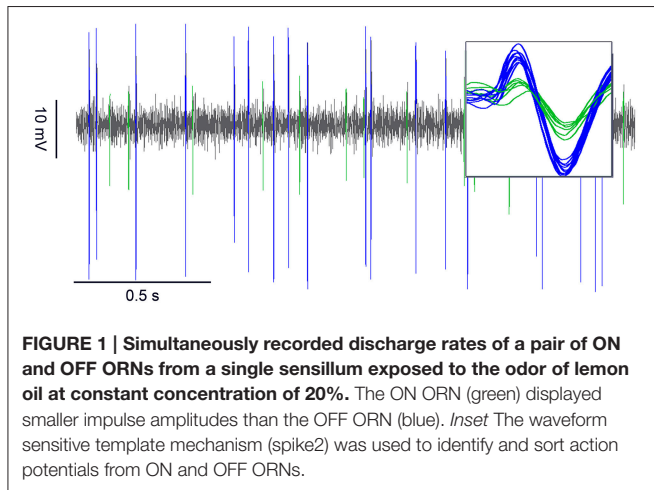 10 mV
0.5 s
FIGURE 1 | Simultaneously recorded discharge rates of a pair of ON
and OFF ORNs from a single sensillum exposed to the odor of lemon
oil at constant concentration of 20%. The ON ORN (green) displayed
smaller impulse amplitudes than the OFF ORN (blue). Inset The waveform
sensitive template mechanism (spike2) was used to identify and sort action
potentials from ON and OFF ORNs.